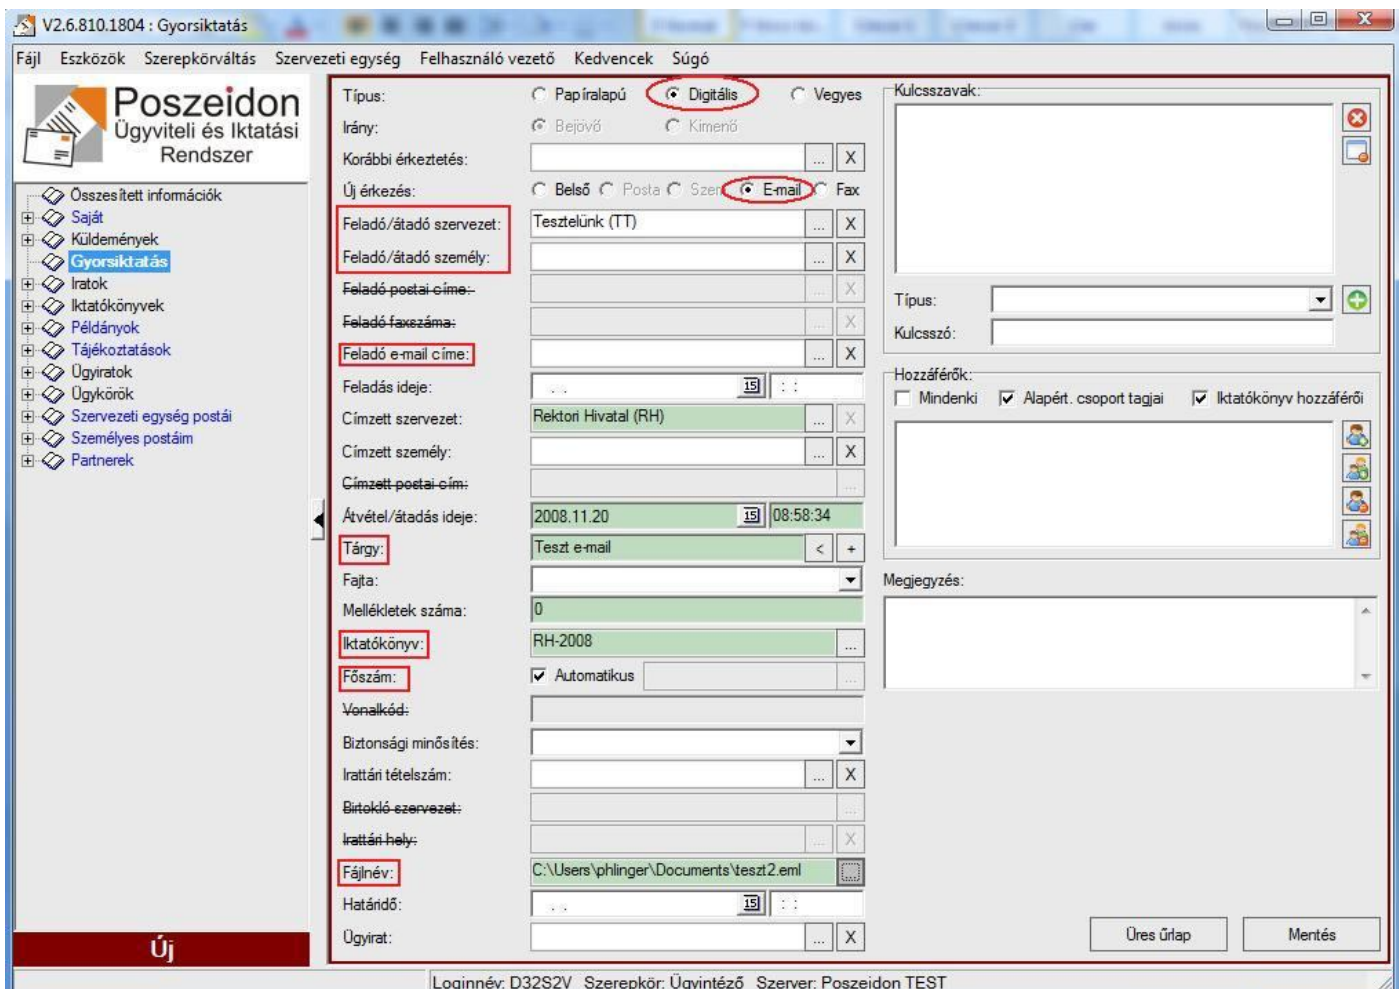 V2.6.810.1804 : Gyorsiktatás
Fájl Eszközök Szerepkörváltás Szervezeti egység Felhasználó vezető Kedvencek Súgó
Poszeidon
Ügyviteli és Iktatási
Rendszer
Összesített információk
Saját
Küldemények
Gyorsiktatás
Iratok
Iktatókönyvek
Példányok
Tájékoztatások
Ügyiratok
Ügykörök
Szervezeti egység postái
Személyes postáim
Partnerek
Új
Típus: Papíralapú Digitális Vegyes
Irány: Bejövő Kimenő
Korábbi érkeztetés: ... X
Új érkezés: Belső Posta Szem E-mail Fax
Feladó/átadó szervezet: Tesztelünk (TT) ... X
Feladó/átadó személy: ... X
Feladó postai címe: ... X
Feladó faxszáma: ... X
Feladó e-mail címe: ... X
Feladás ideje: . . 15 : :
Címzett szervezet: Rektori Hivatal (RH) ... X
Címzett személy: ... X
Címzett postai cím: ...
Átvétel/átadás ideje: 2008.11.20 15 08:58:34
Tárgy: Teszt e-mail < +
Fajta:
Mellékletek száma: 0
Iktatókönyv: RH-2008 ...
Főszám: Automatikus ...
Vonalkód:
Biztonsági minősítés:
Irattári tételszám: ... X
Birtokló szervezet: ...
Irattári hely: ... X
Fájlnév: C:\Users\phlinger\Documents\teszt2.eml ...
Határidő: . . 15 : :
Ügyirat: ... X
Kulcsszavak:
Típus:
Kulcsszó:
Hozzáférők:
Mindenki Alapért. csoport tagjai Iktatókönyv hozzáférői
Megjegyzés:
Üres űrlap Mentés
Loginnév: D32S2V Szerepkör: Ügyintéző Szerver: Poszeidon TEST